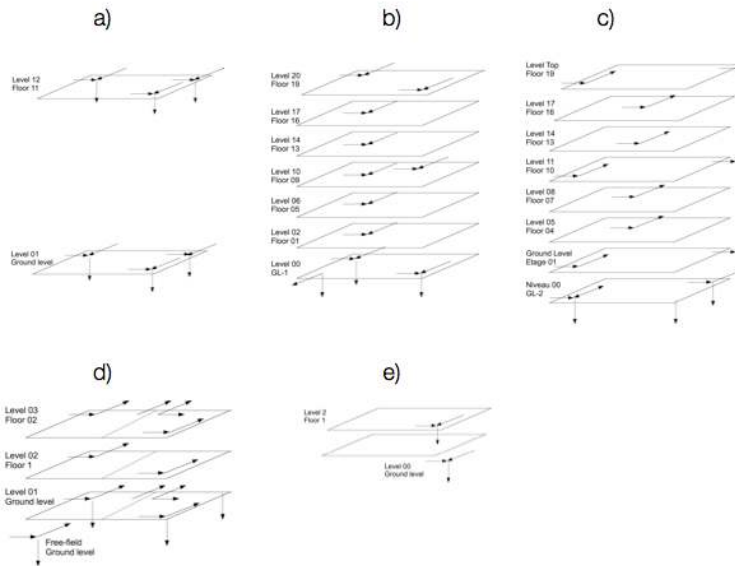 a)
Level 12
Floor 11
Level 01
Ground level
b)
Level 20
Floor 19
Level 17
Floor 16
Level 14
Floor 13
Level 10
Floor 09
Level 06
Floor 05
Level 02
Floor 01
Level 00
GL-1
c)
Level Top
Floor 19
Level 17
Floor 16
Level 14
Floor 13
Level 11
Floor 10
Level 08
Floor 07
Level 05
Floor 04
Ground Level
Etage 01
Niveau 00
GL-2
d)
Level 03
Floor 02
Level 02
Floor 1
Level 01
Ground level
Free-field
Ground level
e)
Level 2
Floor 1
Level 00
Ground level